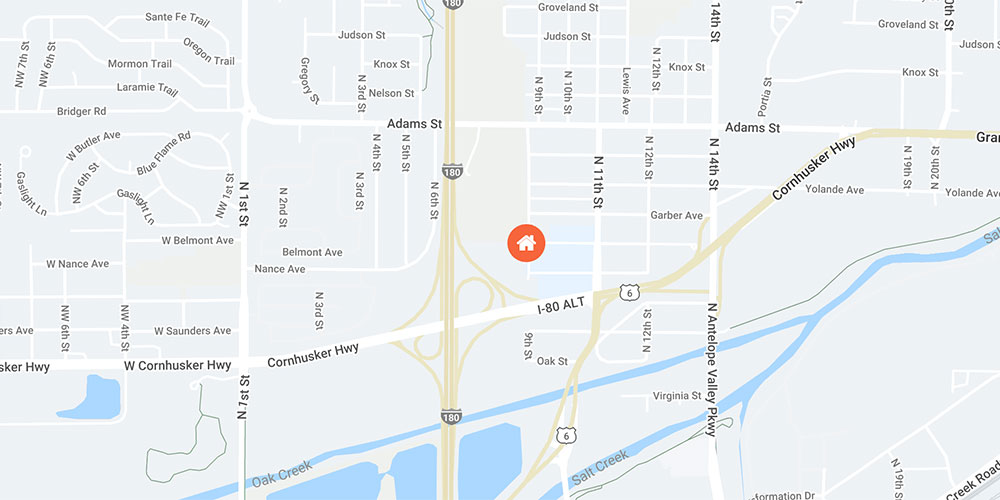 180
Groveland St
Santa Fe Trail
Judson St
Judson St
Groveland St
N 14th St
Judson St
Oregon Trail
NW 7th St
NW 6th St
Mormon Trail
Knox St
Gregory St
N 3rd St
N 9th St
N 10th St
Lewis Ave
N 12th St
Knox St
Knox St
Portia St
Laramie Trail
Nelson St
Bridger Rd
Adams St
Adams St
W Butler Ave
Blue Flame Rd
N 4th St
N 5th St
N 12th St
N 14th St
Cornhusker Hwy
N 19th St
N 20th St
180
N 11th St
NW 6th St
Gaslight Ln
Gaslight Ln
NW 1st St
N 1st St
N 2nd St
N 3rd St
N 6th St
Yolande Ave
Yolande Ave
Garber Ave
W Belmont Ave
Belmont Ave
W Nance Ave
Nance Ave
6
I-80 ALT
NW 6th St
NW 4th St
N 3rd St
W Saunders Ave
9th St
N 12th St
N Antelope Valley Pkwy
Cornhusker Hwy
Oak St
W Cornhusker Hwy
N 1st St
Virginia St
180
6
Oak Creek
Salt Creek
N 19th St